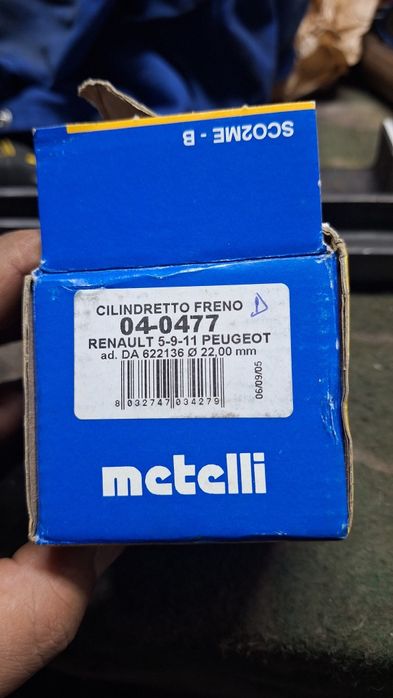 SCO2ME - B
CILINDRETTO FRENO D
04-0477
RENAULT 5-9-11 PEUGEOT
ad. DA 622136 Ø 22,00 mm
8 032747 034279
06/09/05
metelli